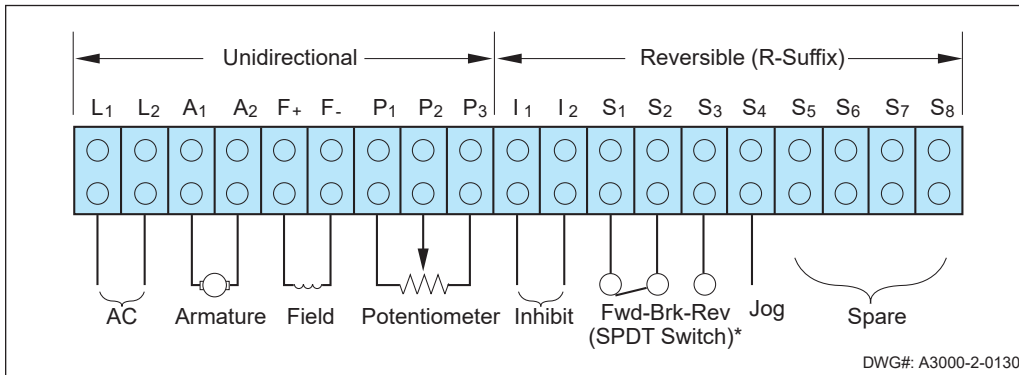 Unidirectional Reversible (R-Suffix)
L1 L2 A1 A2 F+ F- P1 P2 P3 I1 I2 S1 S2 S3 S4 S5 S6 S7 S8
AC Armature Field Potentiometer Inhibit Fwd-Brk-Rev Jog Spare
(SPDT Switch)*
DWG#: A3000-2-0130